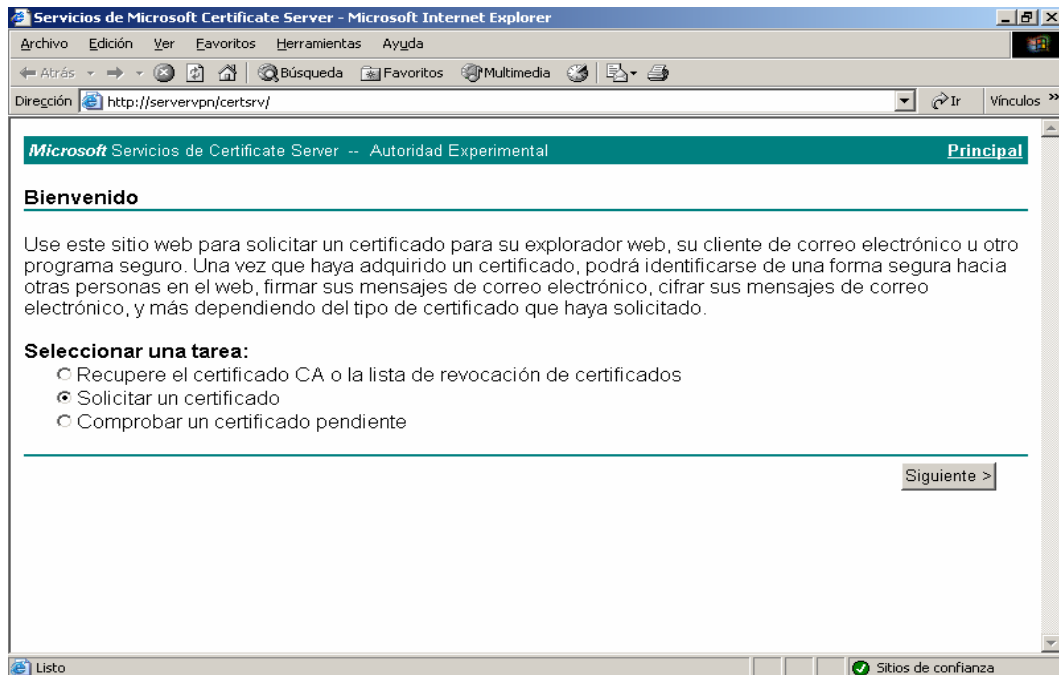 Servicios de Microsoft Certificate Server - Microsoft Internet Explorer
Archivo Edición Ver Favoritos Herramientas Ayuda
Atrás Búsqueda Favoritos Multimedia
Dirección http://servervpn/certsrv/ Ir Vínculos »
Microsoft Servicios de Certificate Server -- Autoridad Experimental Principal
Bienvenido
Use este sitio web para solicitar un certificado para su explorador web, su cliente de correo electrónico u otro
programa seguro. Una vez que haya adquirido un certificado, podrá identificarse de una forma segura hacia
otras personas en el web, firmar sus mensajes de correo electrónico, cifrar sus mensajes de correo
electrónico, y más dependiendo del tipo de certificado que haya solicitado.
Seleccionar una tarea:
Recupere el certificado CA o la lista de revocación de certificados
Solicitar un certificado
Comprobar un certificado pendiente
Siguiente >
Listo Sitios de confianza